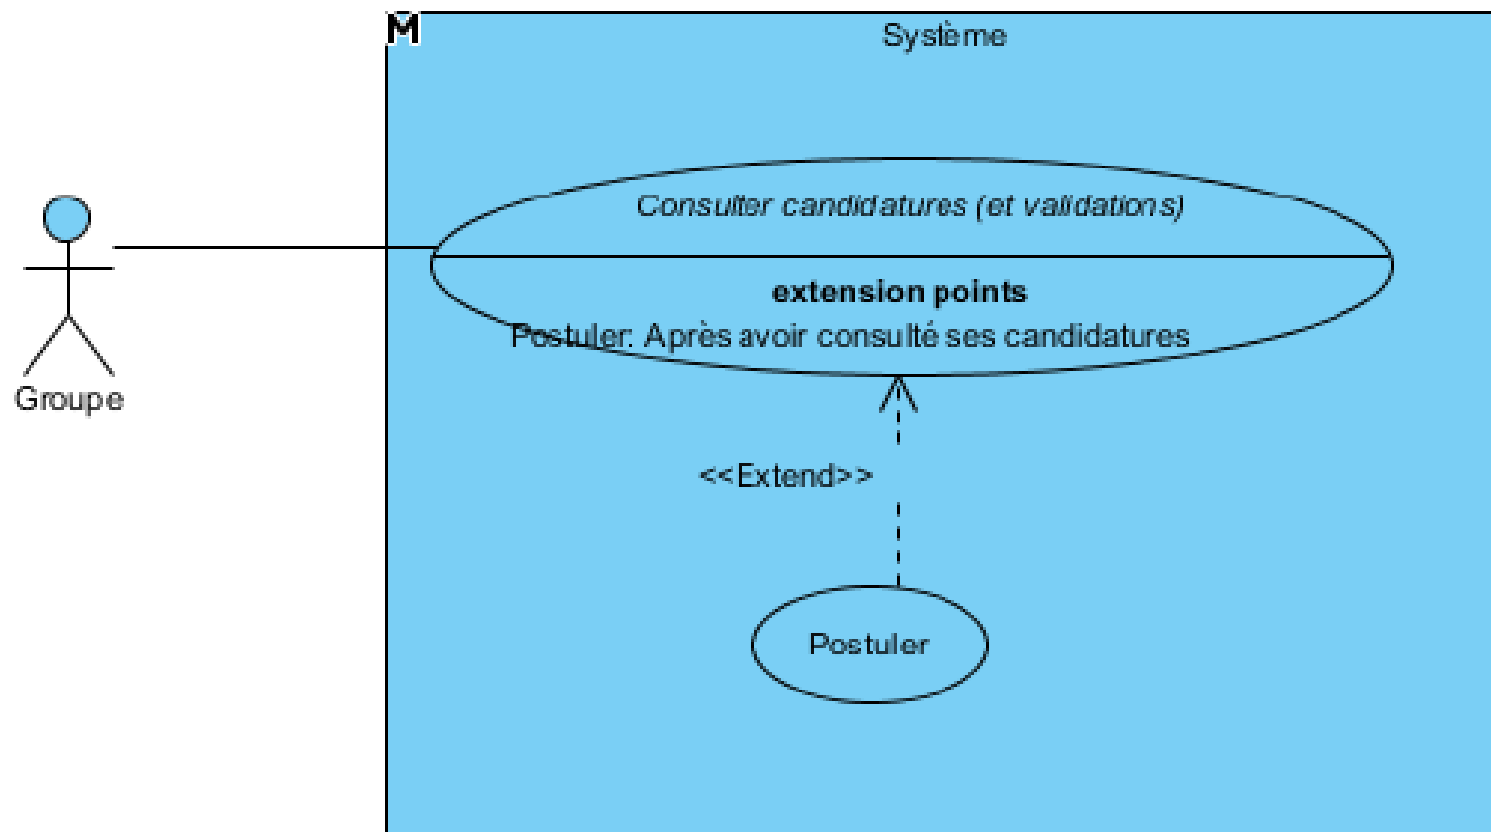 M
Système
Consulter candidatures (et validations)
extension points
Postuler: Après avoir consulté ses candidatures
Groupe
<<Extend>>
Postuler